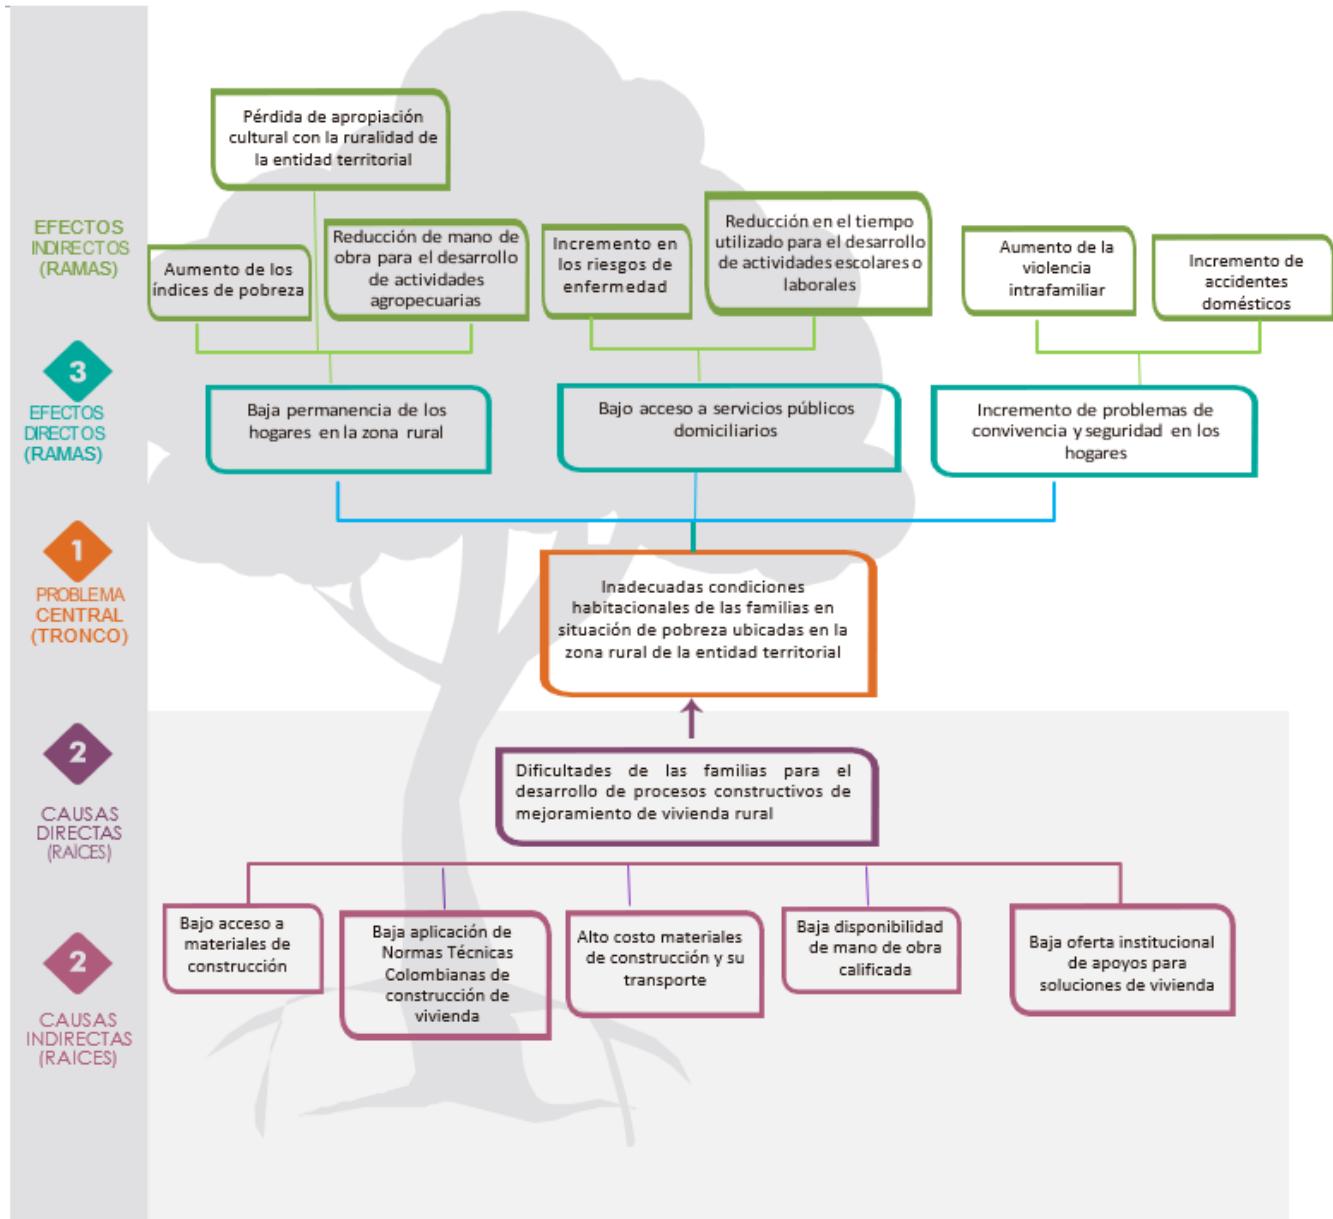 Pérdida de apropiación
cultural con la ruralidad de
la entidad territorial
EFECTOS
INDIRECTOS
(RAMAS)
Aumento de los
índices de pobreza
Reducción de mano de
obra para el desarrollo
de actividades
agropecuarias
Incremento en
los riesgos de
enfermedad
Reducción en el tiempo
utilizado para el desarrollo
de actividades escolares o
laborales
Aumento de la
violencia
intrafamiliar
Incremento de
accidentes
domésticos
3
EFECTOS
DIRECTOS
(RAMAS)
Baja permanencia de los
hogares en la zona rural
Bajo acceso a servicios públicos
domiciliarios
Incremento de problemas de
convivencia y seguridad en los
hogares
1
PROBLEMA
CENTRAL
(TRONCO)
Inadecuadas condiciones
habitacionales de las familias en
situación de pobreza ubicadas en la
zona rural de la entidad territorial
2
CAUSAS
DIRECTAS
(RAÍCES)
Dificultades de las familias para el
desarrollo de procesos constructivos de
mejoramiento de vivienda rural
2
CAUSAS
INDIRECTAS
(RAICES)
Bajo acceso a
materiales de
construcción
Baja aplicación de
Normas Técnicas
Colombianas de
construcción de
vivienda
Alto costo materiales
de construcción y su
transporte
Baja disponibilidad
de mano de obra
calificada
Baja oferta institucional
de apoyos para
soluciones de vivienda